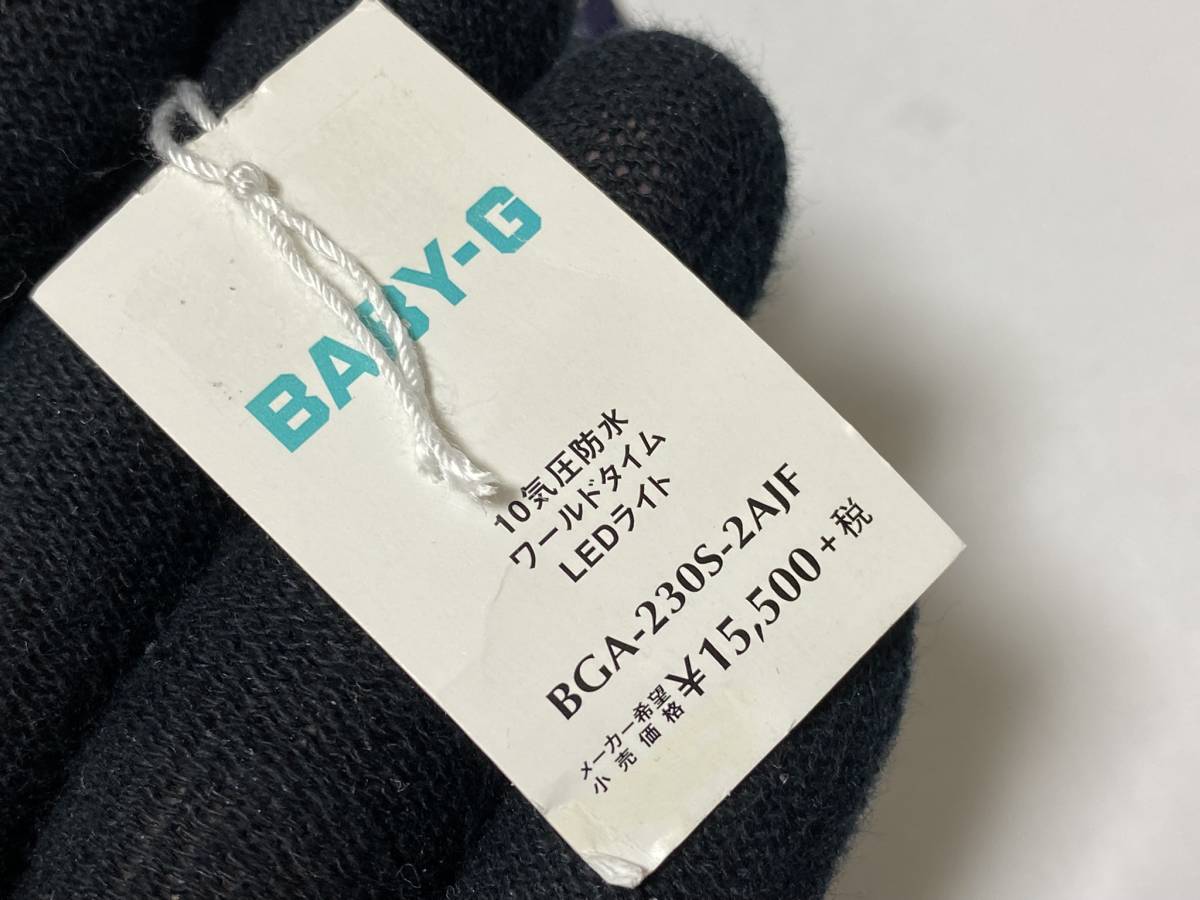 BABY-G
10気圧防水
ワールドタイム
LEDライト
BGA-230S-2AJF
メーカー希望
小売価格
¥15,500+税